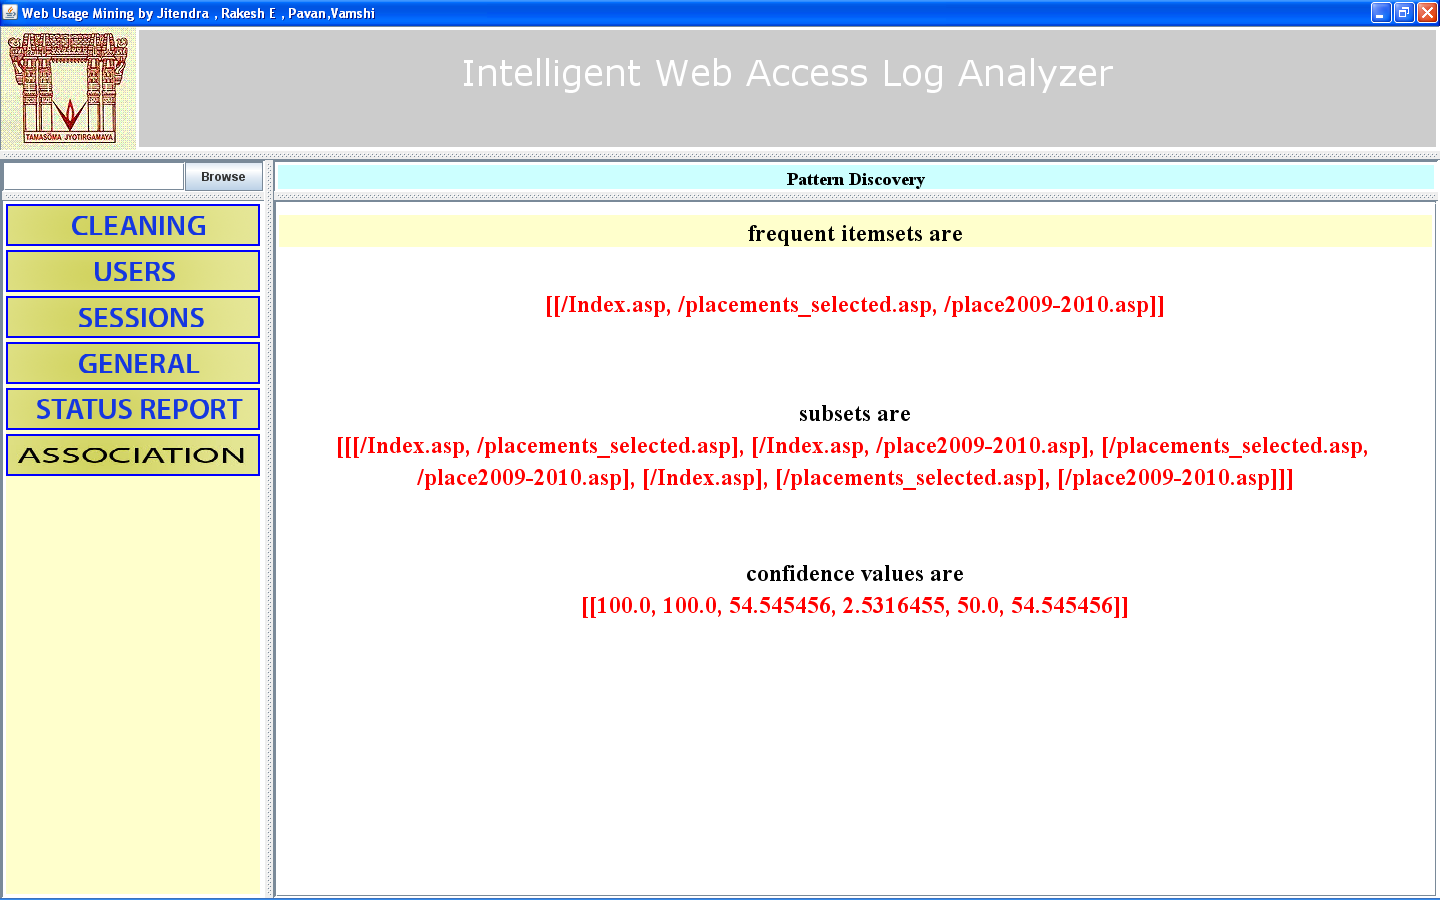 Web Usage Mining by Jitendra , Rakesh E , Pavan,Vamshi
TAMASOMA JYOTIRGAMAYA
Intelligent Web Access Log Analyzer
Browse
Pattern Discovery
CLEANING
USERS
SESSIONS
GENERAL
STATUS REPORT
ASSOCIATION
frequent itemsets are
[[/Index.asp, /placements_selected.asp, /place2009-2010.asp]]
subsets are
[[[/Index.asp, /placements_selected.asp], [/Index.asp, /place2009-2010.asp], [/placements_selected.asp,
/place2009-2010.asp], [/Index.asp], [/placements_selected.asp], [/place2009-2010.asp]]]
confidence values are
[[100.0, 100.0, 54.545456, 2.5316455, 50.0, 54.545456]]